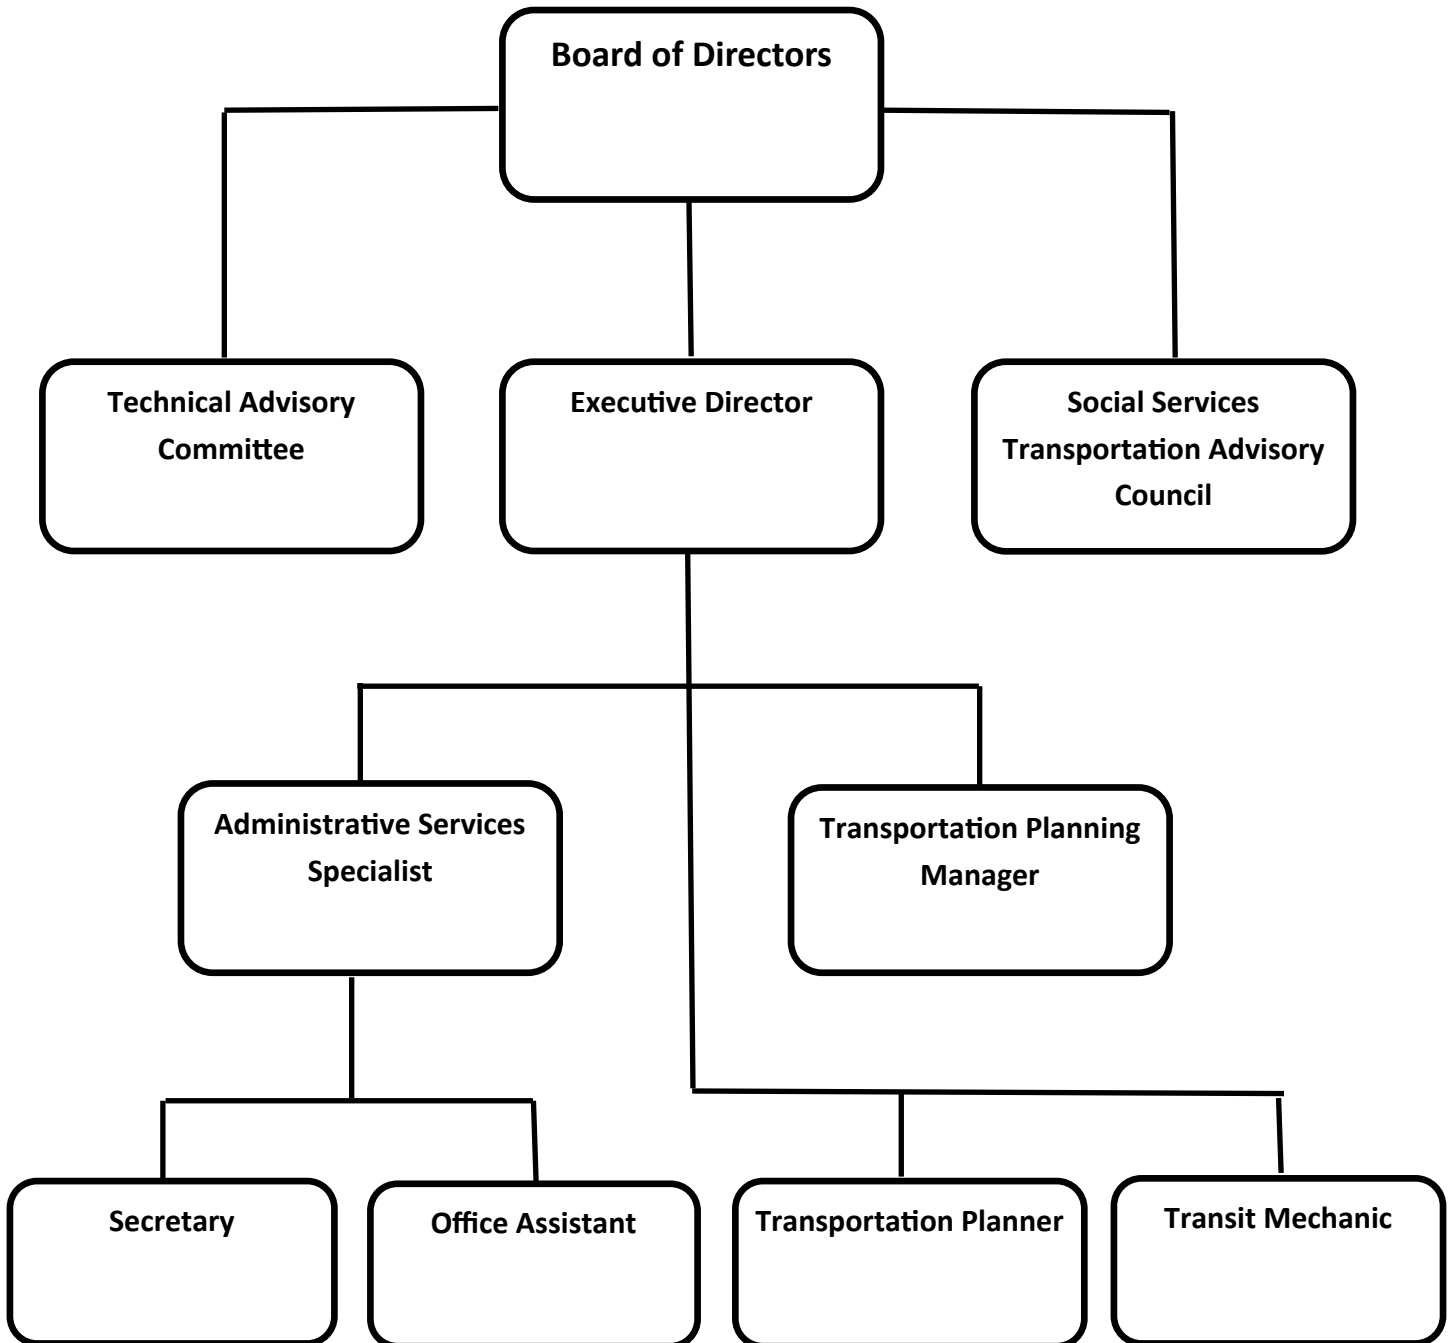 Board of Directors
Technical Advisory
Committee
Executive Director
Social Services
Transportation Advisory
Council
Administrative Services
Specialist
Transportation Planning
Manager
Secretary
Office Assistant
Transportation Planner
Transit Mechanic